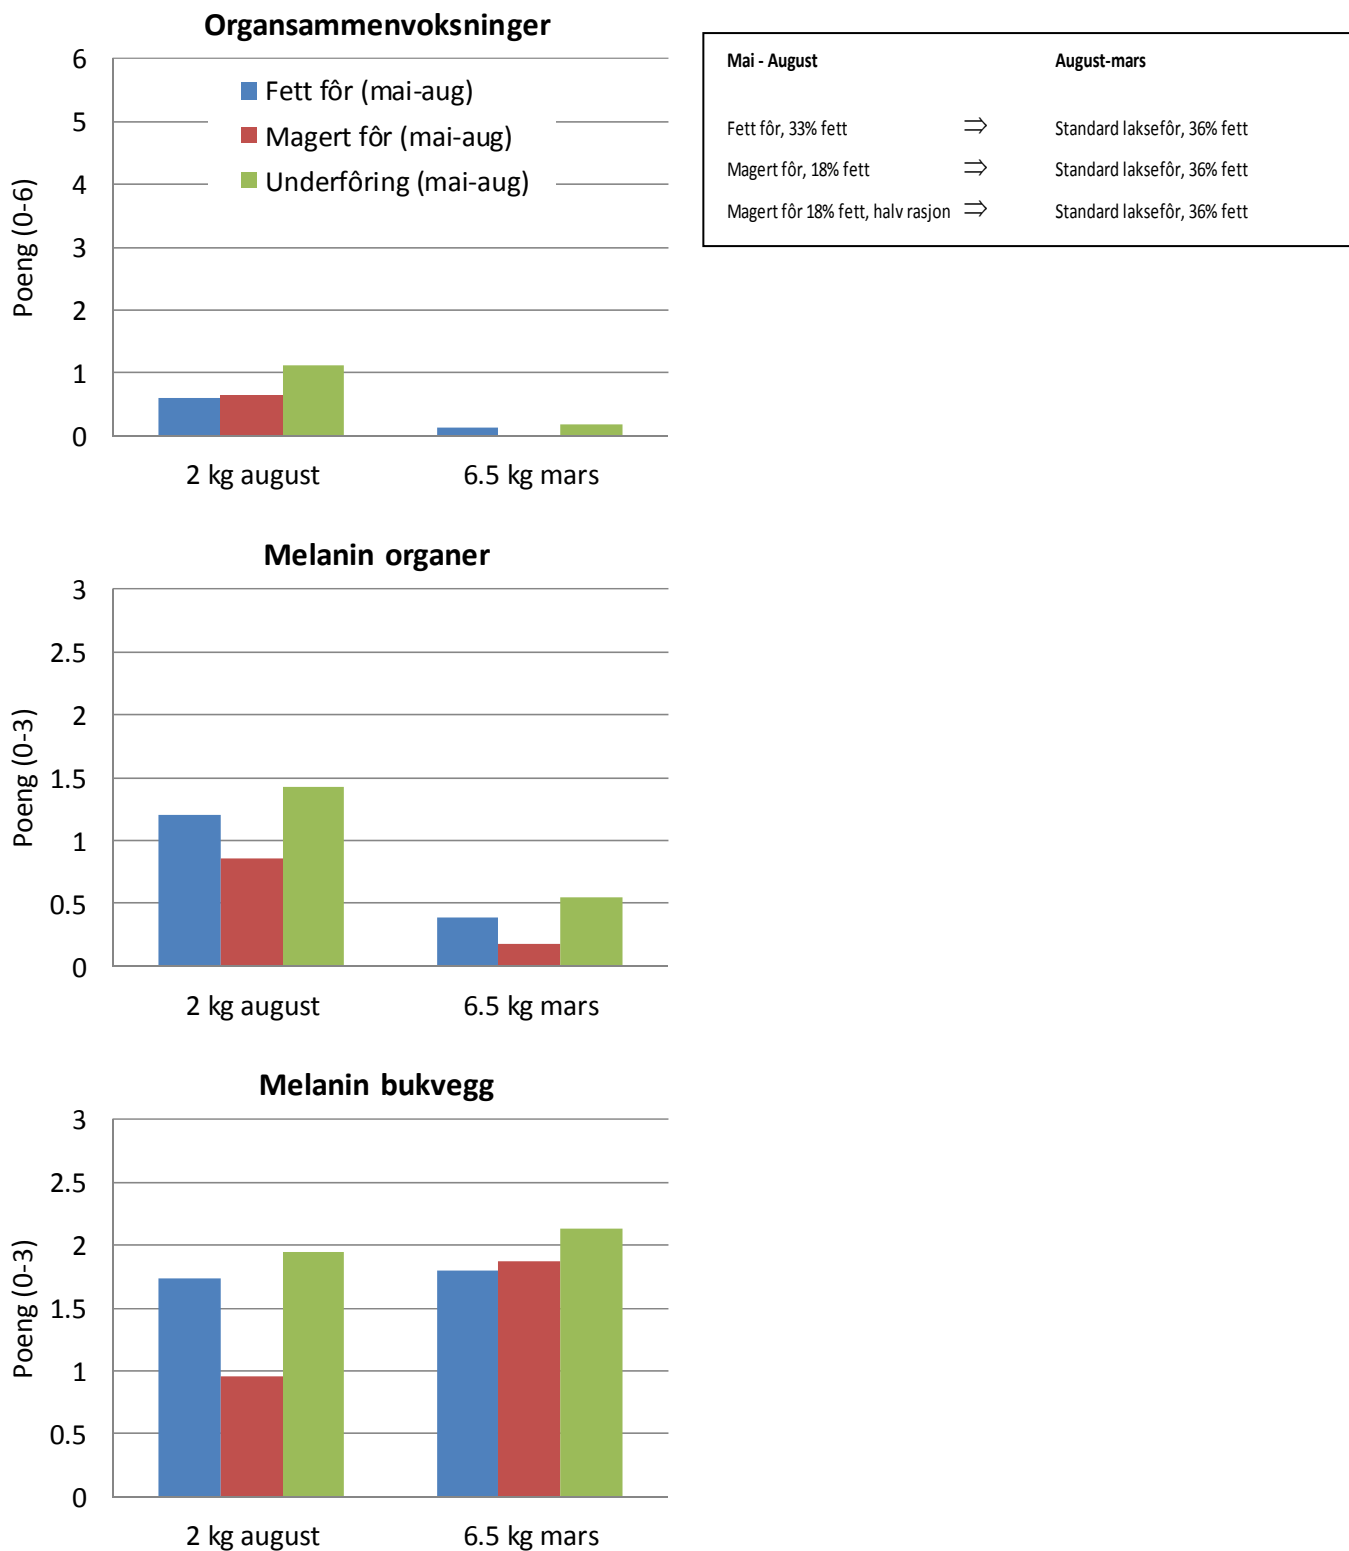 Organsammenvoksninger
6
5
4
3
2
1
0
Poeng (0-6)
Fett fôr (mai-aug)
Magert fôr (mai-aug)
Underfôring (mai-aug)
2 kg august 6.5 kg mars
Mai - August August-mars
Fett fôr, 33% fett ⇒ Standard laksefôr, 36% fett
Magert fôr, 18% fett ⇒ Standard laksefôr, 36% fett
Magert fôr 18% fett, halv rasjon ⇒ Standard laksefôr, 36% fett
Melanin organer
3
2.5
2
1.5
1
0.5
0
Poeng (0-3)
2 kg august 6.5 kg mars
Melanin bukvegg
3
2.5
2
1.5
1
0.5
0
Poeng (0-3)
2 kg august 6.5 kg mars